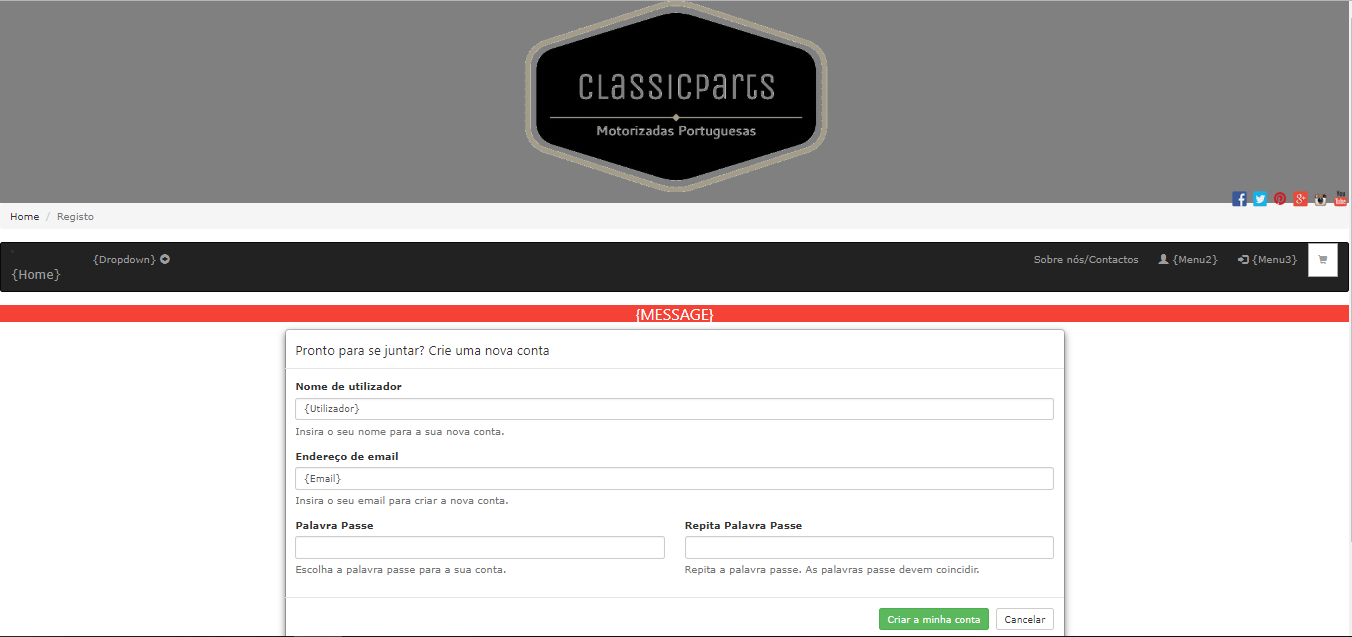 classicparts
Motorizadas Portuguesas
Home / Registo
{Home} {Dropdown} Sobre nós/Contactos {Menu2} {Menu3}
{MESSAGE}
Pronto para se juntar? Crie uma nova conta
Nome de utilizador
{Utilizador}
Insira o seu nome para a sua nova conta.
Endereço de email
{Email}
Insira o seu email para criar a nova conta.
Palavra Passe Repita Palavra Passe
Escolha a palavra passe para a sua conta. Repita a palavra passe. As palavras passe devem coincidir.
Criar a minha conta Cancelar